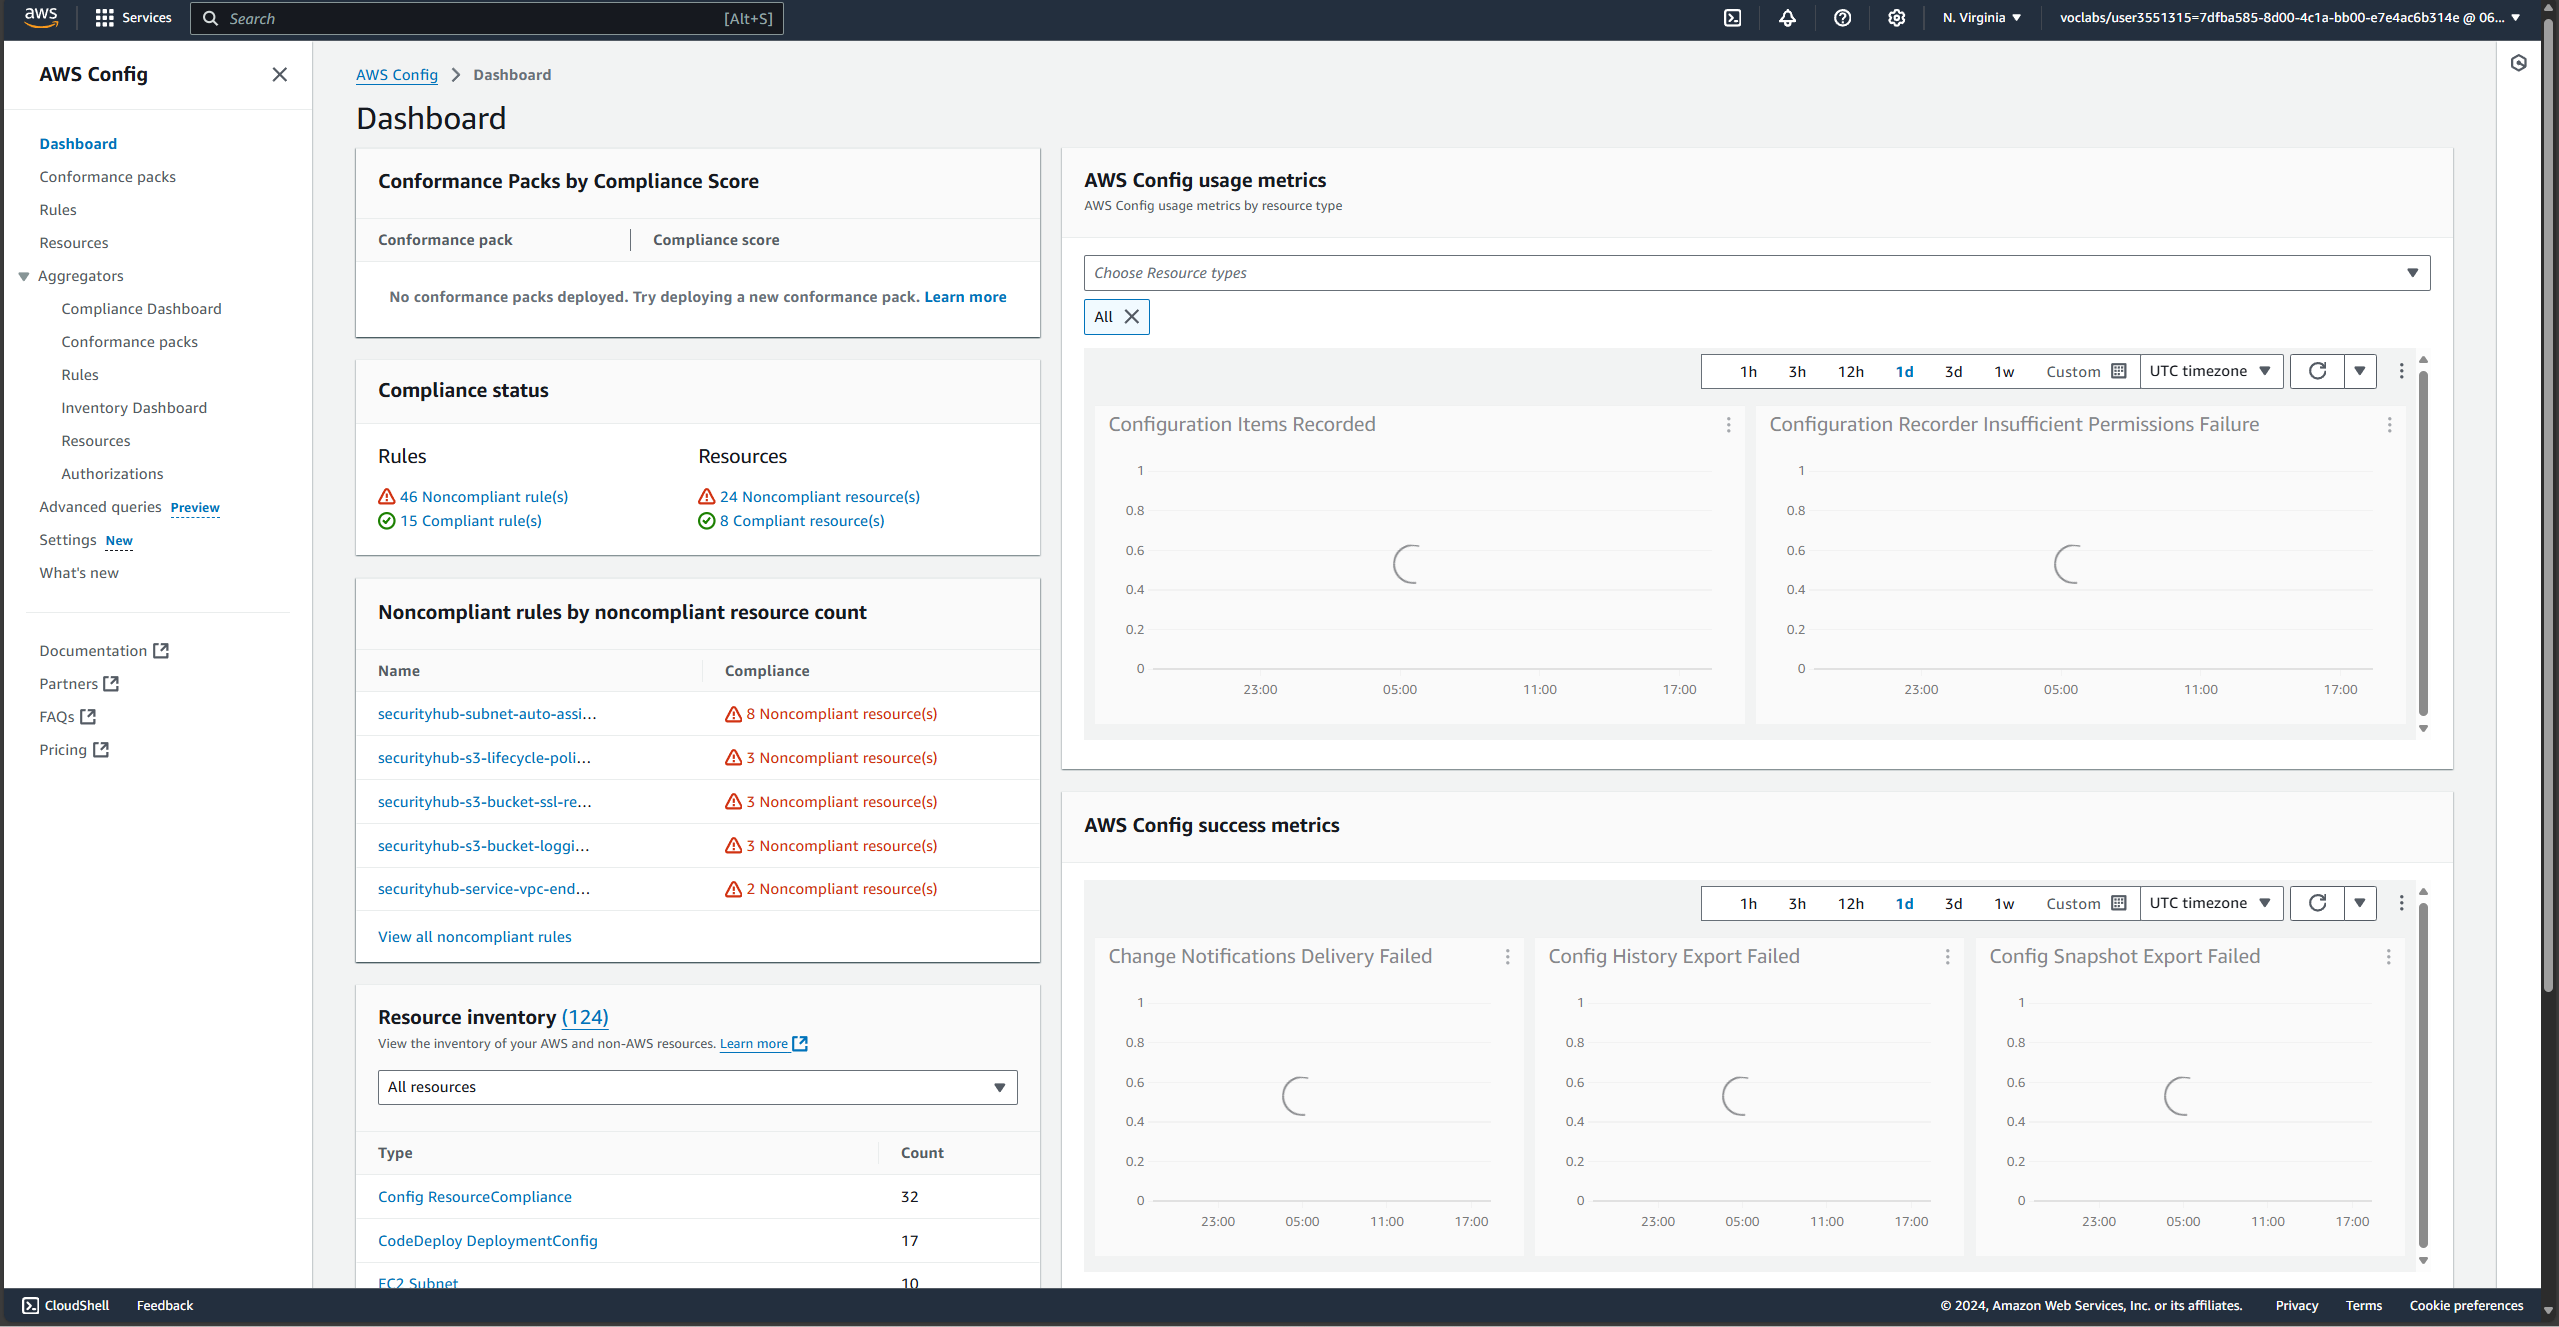 aws
Services
Search
[Alt+S]
N. Virginia
voclabs/user3551315=7dfba585-8d00-4c1a-bb00-e7e4ac6b314e @ 06...
AWS Config
Dashboard
Conformance packs
Rules
Resources
Aggregators
Compliance Dashboard
Conformance packs
Rules
Inventory Dashboard
Resources
Authorizations
Advanced queries Preview
Settings New
What's new
Documentation
Partners
FAQs
Pricing
AWS Config > Dashboard
Dashboard
Conformance Packs by Compliance Score
Conformance pack
Compliance score
No conformance packs deployed. Try deploying a new conformance pack. Learn more
Compliance status
Rules
46 Noncompliant rule(s)
15 Compliant rule(s)
Resources
24 Noncompliant resource(s)
8 Compliant resource(s)
Noncompliant rules by noncompliant resource count
Name Compliance
securityhub-subnet-auto-assi... 8 Noncompliant resource(s)
securityhub-s3-lifecycle-poli... 3 Noncompliant resource(s)
securityhub-s3-bucket-ssl-re... 3 Noncompliant resource(s)
securityhub-s3-bucket-loggi... 3 Noncompliant resource(s)
securityhub-service-vpc-end... 2 Noncompliant resource(s)
View all noncompliant rules
Resource inventory (124)
View the inventory of your AWS and non-AWS resources. Learn more
All resources
Type Count
Config ResourceCompliance 32
CodeDeploy DeploymentConfig 17
EC2 Subnet 10
AWS Config usage metrics
AWS Config usage metrics by resource type
Choose Resource types
All
1h 3h 12h 1d 3d 1w Custom UTC timezone
Configuration Items Recorded
1
0.8
0.6
0.4
0.2
0
23:00 05:00 11:00 17:00
Configuration Recorder Insufficient Permissions Failure
1
0.8
0.6
0.4
0.2
0
23:00 05:00 11:00 17:00
AWS Config success metrics
1h 3h 12h 1d 3d 1w Custom UTC timezone
Change Notifications Delivery Failed
1
0.8
0.6
0.4
0.2
0
23:00 05:00 11:00 17:00
Config History Export Failed
1
0.8
0.6
0.4
0.2
0
23:00 05:00 11:00 17:00
Config Snapshot Export Failed
1
0.8
0.6
0.4
0.2
0
23:00 05:00 11:00 17:00
CloudShell Feedback
© 2024, Amazon Web Services, Inc. or its affiliates. Privacy Terms Cookie preferences